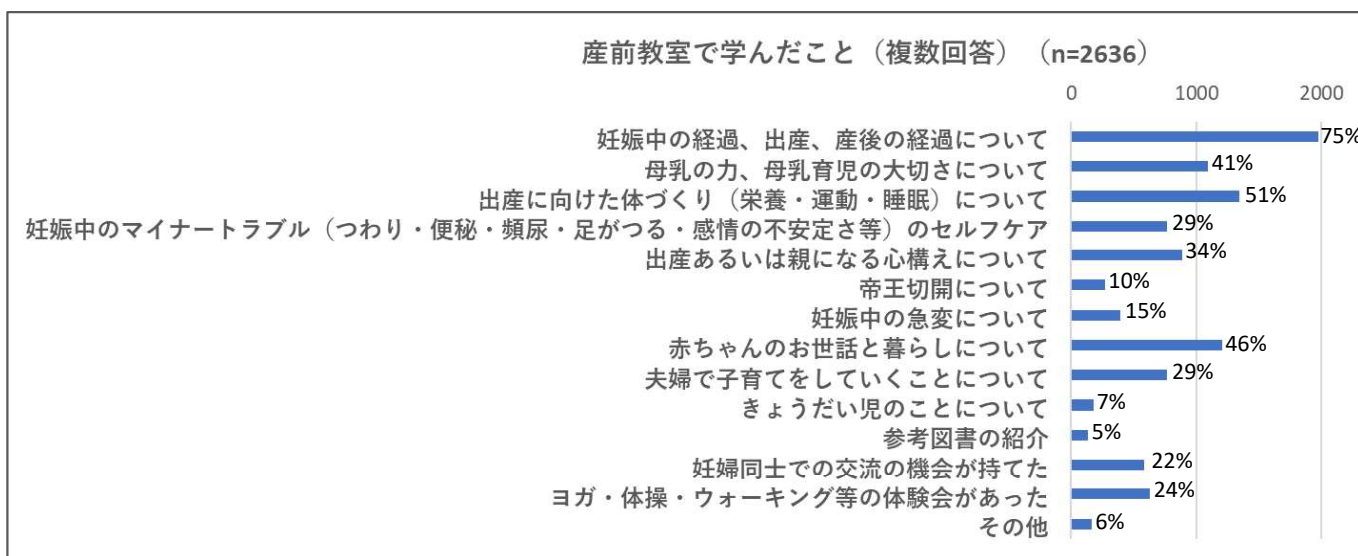 産前教室で学んだこと（複数回答）（n=2636）
0 1000 2000
妊娠中の経過、出産、産後の経過について 75%
母乳の力、母乳育児の大切さについて 41%
出産に向けた体づくり（栄養・運動・睡眠）について 51%
妊娠中のマイナートラブル（つわり・便秘・頻尿・足がつる・感情の不安定さ等）のセルフケア 29%
出産あるいは親になる心構えについて 34%
帝王切開について 10%
妊娠中の急変について 15%
赤ちゃんのお世話と暮らしについて 46%
夫婦で子育てをしていくことについて 29%
きょうだい児のことについて 7%
参考図書の紹介 5%
妊婦同士での交流の機会が持てた 22%
ヨガ・体操・ウォーキング等の体験会があった 24%
その他 6%